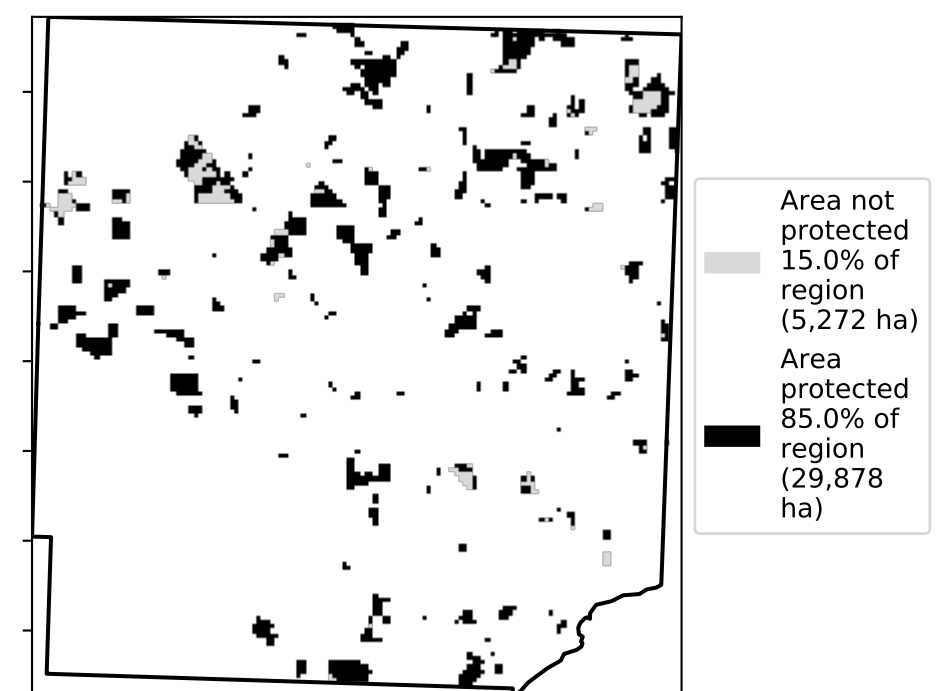 Area not
protected
15.0% of
region
(5,272 ha)
Area
protected
85.0% of
region
(29,878
ha)